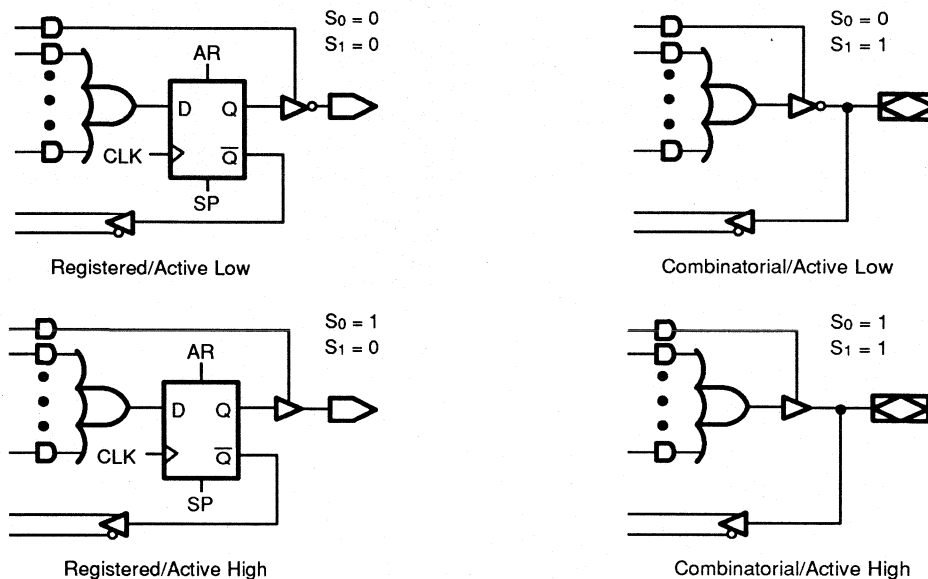 S0 = 0
S1 = 0
AR
D Q
CLK
Q̅
SP
Registered/Active Low
S0 = 0
S1 = 1
Combinatorial/Active Low
S0 = 1
S1 = 0
AR
D Q
CLK
Q̅
SP
Registered/Active High
S0 = 1
S1 = 1
Combinatorial/Active High